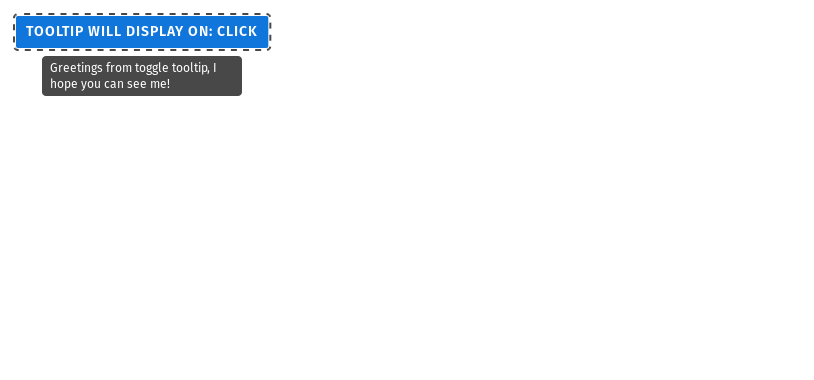 TOOLTIP WILL DISPLAY ON: CLICK
Greetings from toggle tooltip, I
hope you can see me!